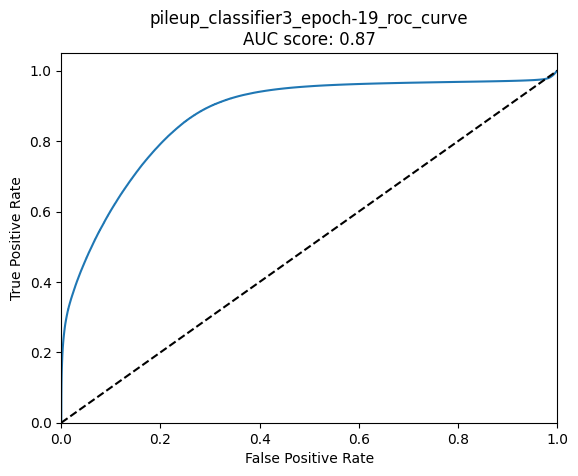 pileup_classifier3_epoch-19_roc_curve
AUC score: 0.87
True Positive Rate
1.0
0.8
0.6
0.4
0.2
0.0
0.0 0.2 0.4 0.6 0.8 1.0
False Positive Rate